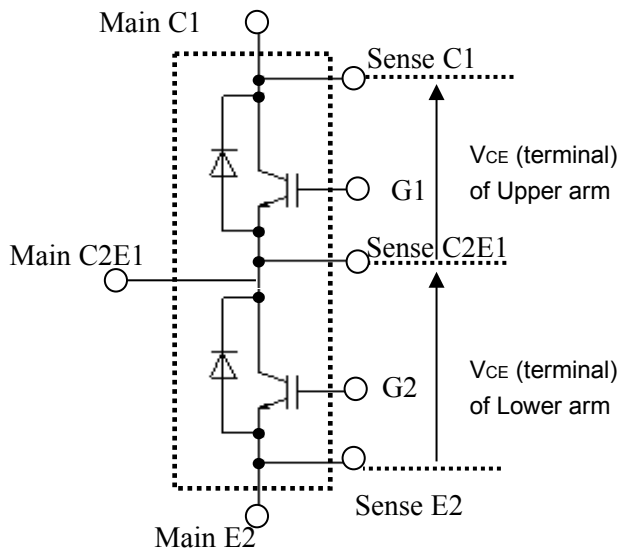 Main C1
Sense C1
VCE (terminal)
of Upper arm
G1
Sense C2E1
Main C2E1
VCE (terminal)
of Lower arm
G2
Sense E2
Main E2